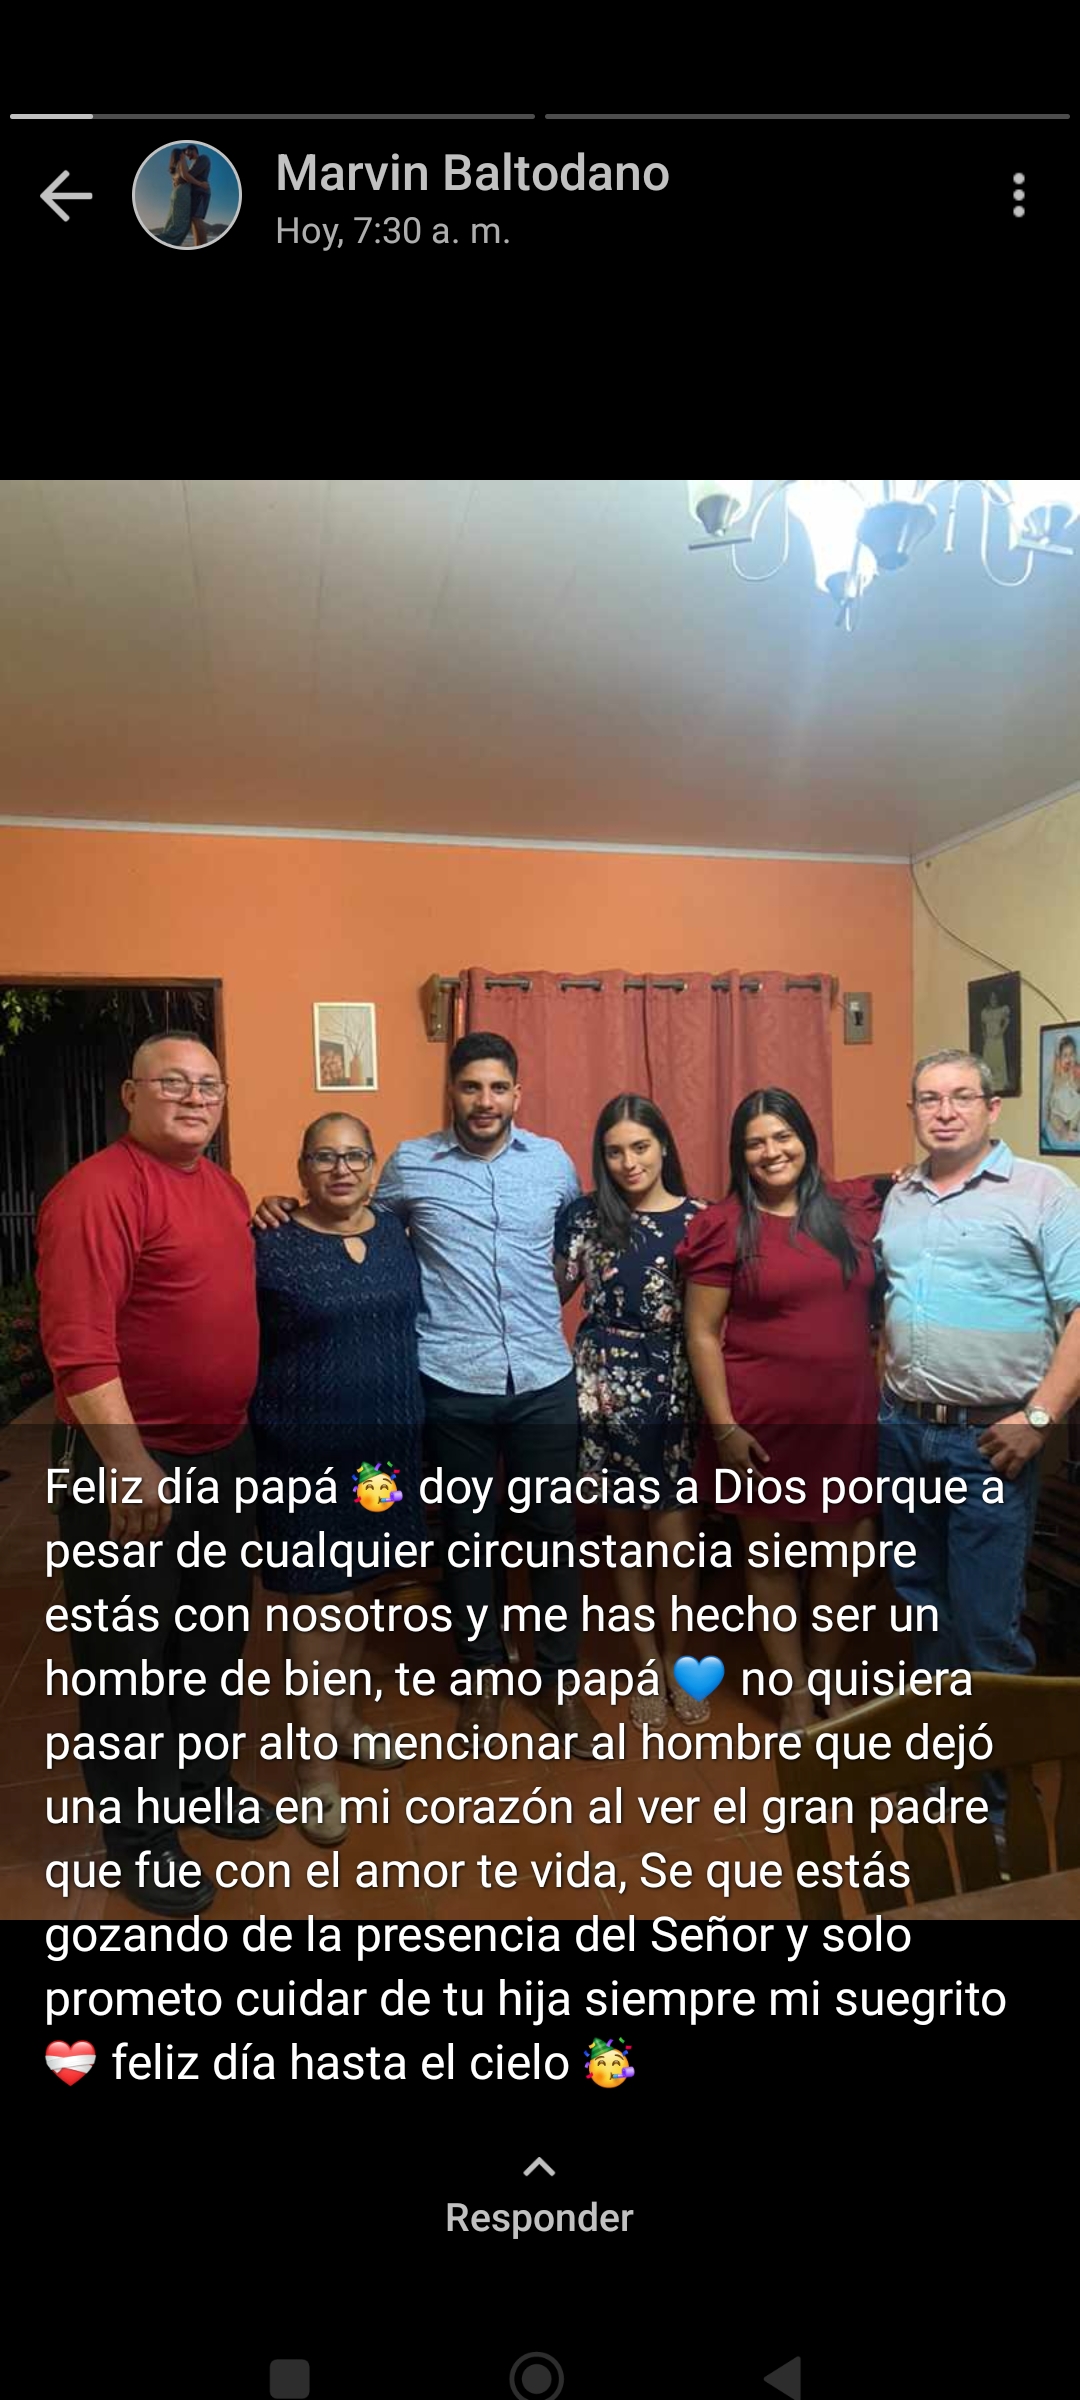 Marvin Baltodano
Hoy, 7:30 a. m.
Feliz día papá 🥳 doy gracias a Dios porque a
pesar de cualquier circunstancia siempre
estás con nosotros y me has hecho ser un
hombre de bien, te amo papá 💙 no quisiera
pasar por alto mencionar al hombre que dejó
una huella en mi corazón al ver el gran padre
que fue con el amor te vida, Se que estás
gozando de la presencia del Señor y solo
prometo cuidar de tu hija siempre mi suegrito
❤️‍🩹 feliz día hasta el cielo 🥳
Responder